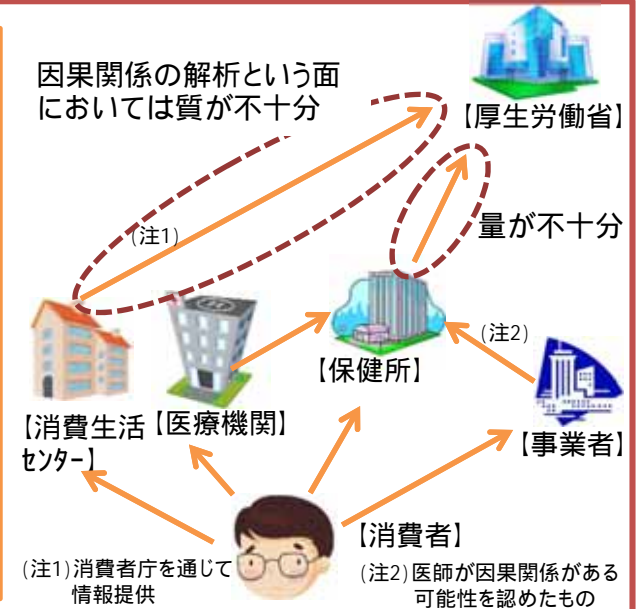 因果関係の解析という面
においては質が不十分
【厚生労働省】
(注1)
量が不十分
(注2)
【保健所】
【消費生活
センター】
【医療機関】
【事業者】
【消費者】
(注1)消費者庁を通じて
情報提供
(注2)医師が因果関係がある
可能性を認めたもの